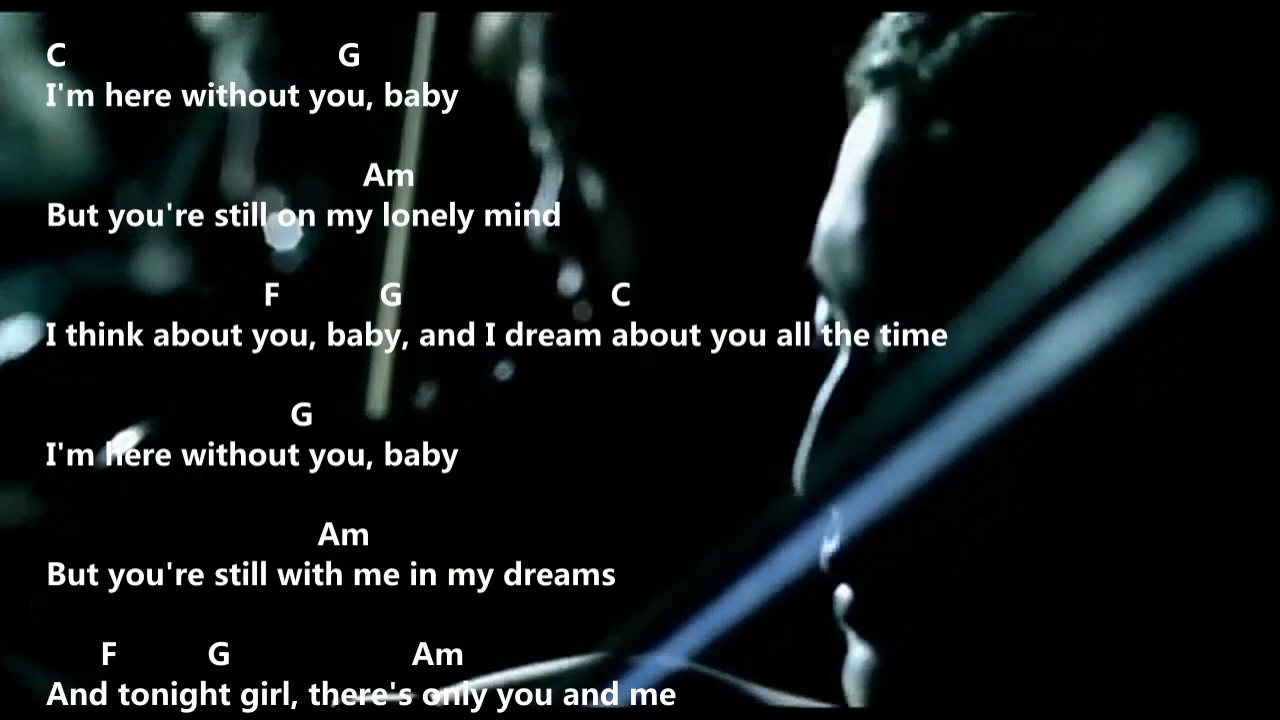 C G
I'm here without you, baby
Am
But you're still on my lonely mind
F G C
I think about you, baby, and I dream about you all the time
G
I'm here without you, baby
Am
But you're still with me in my dreams
F G Am
And tonight girl, there's only you and me